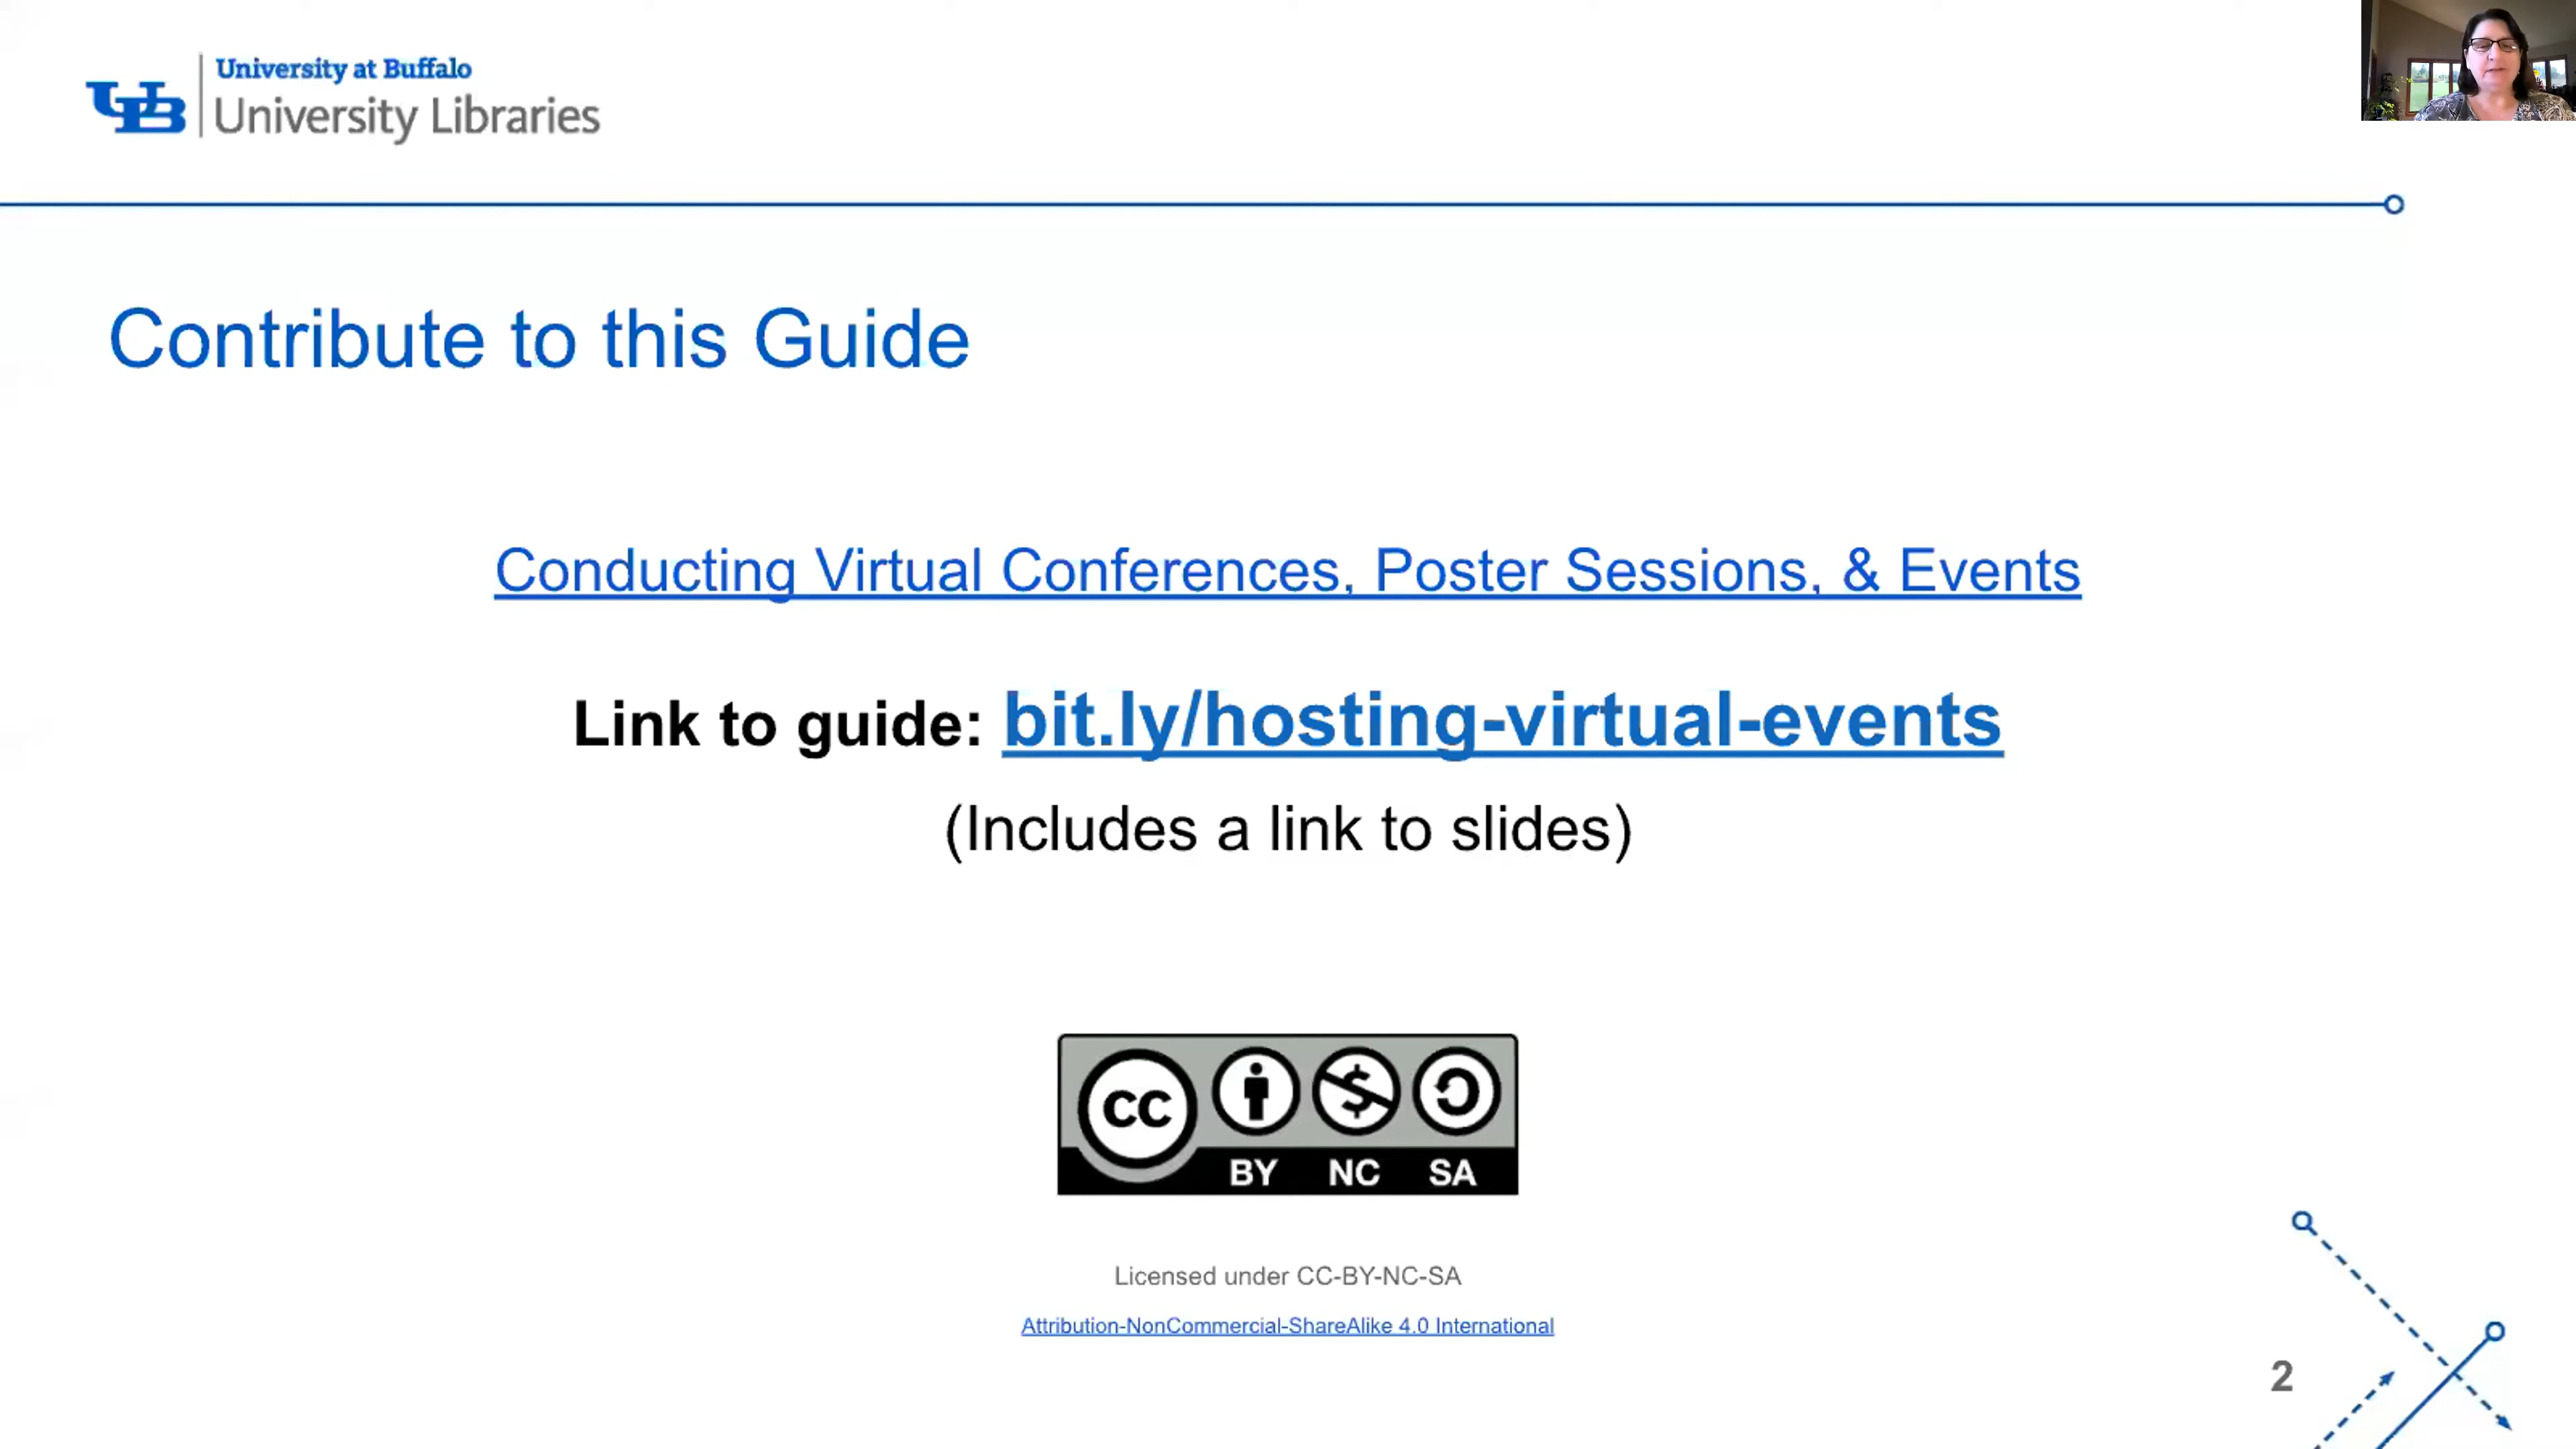 University at Buffalo
University Libraries
Contribute to this Guide
Conducting Virtual Conferences, Poster Sessions, & Events
Link to guide: bit.ly/hosting-virtual-events
(Includes a link to slides)
CC
BY NC SA
Licensed under CC-BY-NC-SA
Attribution-NonCommercial-ShareAlike 4.0 International
2